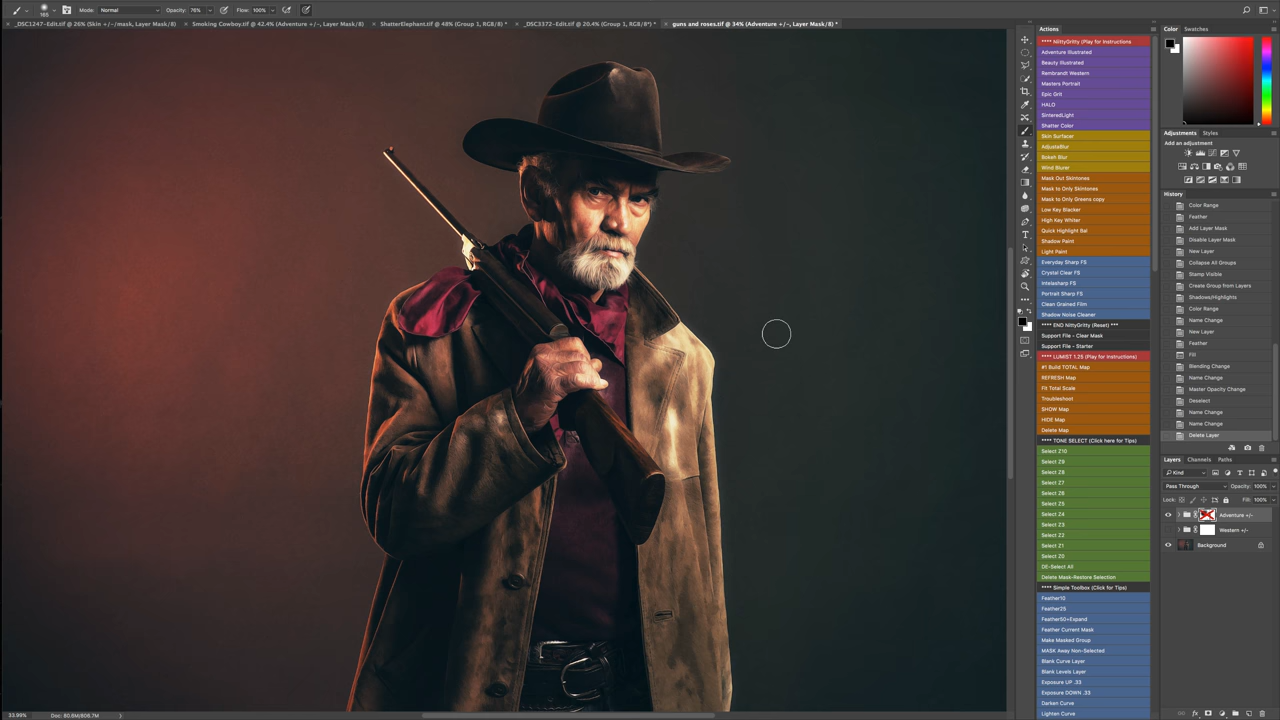 165
Mode: Normal
Opacity: 76%
Flow: 100%
_DSC1247-Edit.tif @ 26% (Skin +/-/mask, Layer Mask/8)
Smoking Cowboy.tif @ 42.4% (Adventure +/-, Layer Mask/8)
ShatterElephant.tif @ 48% (Group 1, RGB/8) *
_DSC3372-Edit.tif @ 20.4% (Group 1, RGB/8*) *
guns and roses.tif @ 34% (Adventure +/-, Layer Mask/8) *
Actions
**** NiittyGritty (Play for Instructions
Adventure Illustrated
Beauty Illustrated
Rembrandt Western
Masters Portrait
Epic Grit
HALO
SinteredLight
Shatter Color
Skin Surfacer
AdjustaBlur
Bokeh Blur
Wind Blurer
Mask Out Skintones
Mask to Only Skintones
Mask to Only Greens copy
Low Key Blacker
High Key Whiter
Quick Highlight Bal
Shadow Paint
Light Paint
Everyday Sharp FS
Crystal Clear FS
Intelasharp FS
Portrait Sharp FS
Clean Grained Film
Shadow Noise Cleaner
**** END NittyGritty (Reset) ***
Support File - Clear Mask
Support File - Starter
**** LUMIST 1.25 (Play for Instructions)
#1 Build TOTAL Map
REFRESH Map
Fit Total Scale
Troubleshoot
SHOW Map
HIDE Map
Delete Map
**** TONE SELECT (Click here for Tips)
Select Z10
Select Z9
Select Z8
Select Z7
Select Z6
Select Z5
Select Z4
Select Z3
Select Z2
Select Z1
Select Z0
DE-Select All
Delete Mask-Restore Selection
**** Simple Toolbox (Click for Tips)
Feather10
Feather25
Feather50+Expand
Feather Current Mask
Make Masked Group
MASK Away Non-Selected
Blank Curve Layer
Blank Levels Layer
Exposure UP .33
Exposure DOWN .33
Darken Curve
Lighten Curve
Color
Swatches
Adjustments
Styles
Add an adjustment
History
Color Range
Feather
Add Layer Mask
Disable Layer Mask
New Layer
Collapse All Groups
Stamp Visible
Create Group from Layers
Shadows/Highlights
Color Range
Name Change
New Layer
Feather
Fill
Blending Change
Name Change
Master Opacity Change
Deselect
Name Change
Name Change
Delete Layer
Layers
Channels
Paths
Kind
Pass Through
Opacity: 100%
Lock:
Fill: 100%
Adventure +/-
Western +/-
Background
33.99%
Doc: 80.8M/806.7M